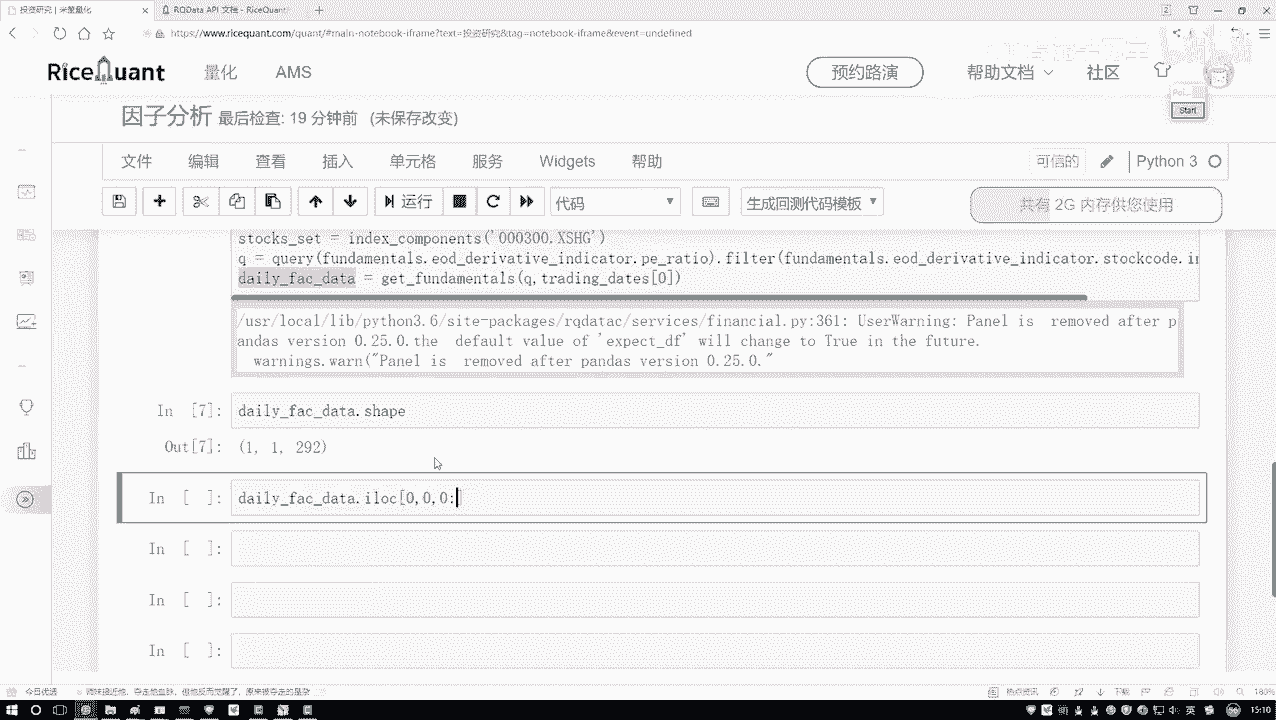 投资研究 | 米筐量化
RQData API 文档 - RiceQuant
https://www.ricequant.com/quant/#main-notebook-iframe?text=投资研究&tag=notebook-iframe&event=undefined
RiceQuant 量化 AMS 预约路演 帮助文档 社区
Start
因子分析 最后检查: 19 分钟前 (未保存改变)
文件 编辑 查看 插入 单元格 服务 Widgets 帮助 可信的 Python 3
运行 代码 生成回测代码模板 共有 2G 内存供您使用
stocks_set = index_components('000300.XSHG')
q = query(fundamentals.eod_derivative_indicator.pe_ratio).filter(fundamentals.eod_derivative_indicator.stockcode.in
daily_fac_data = get_fundamentals(q,trading_dates[0])
/usr/local/lib/python3.6/site-packages/rqdatac/services/financial.py:361: UserWarning: Panel is removed after p
andas version 0.25.0.the default value of 'expect_df' will change to True in the future.
warnings.warn("Panel is removed after pandas version 0.25.0."
In [7]: daily_fac_data.shape
Out[7]: (1, 1, 292)
In [ ]: daily_fac_data.iloc[0,0,0:]
In [ ]:
In [ ]:
In [ ]:
今日优选
热点资讯 下载 180%
英 15:10